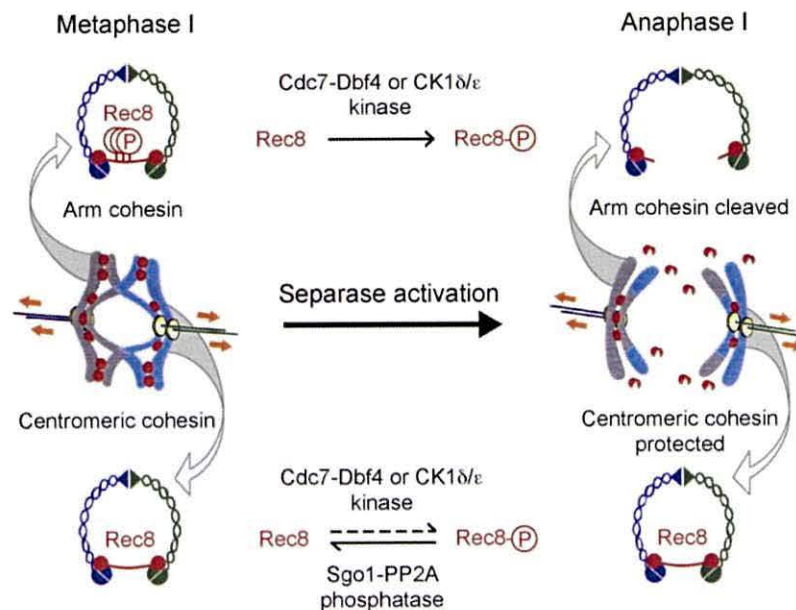 Metaphase I
Anaphase I
Cdc7-Dbf4 or CK1δ/ε
kinase
Rec8
P
Rec8
Rec8-P
Arm cohesin
Arm cohesin cleaved
Separase activation
Centromeric cohesin
Centromeric cohesin
protected
Cdc7-Dbf4 or CK1δ/ε
kinase
Rec8
Rec8
Rec8-P
Rec8
Sgo1-PP2A
phosphatase